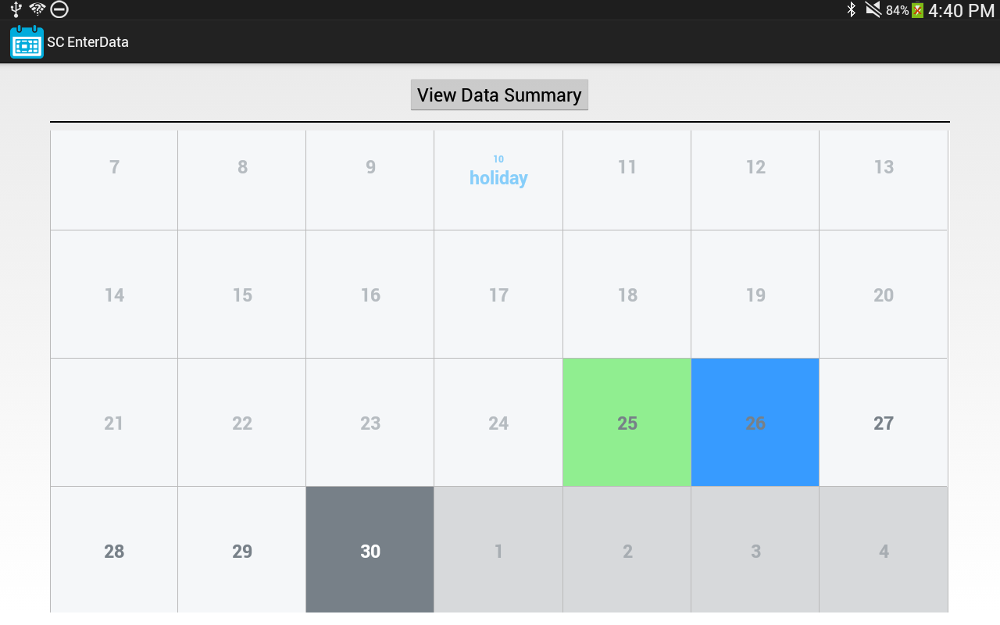 84% 4:40 PM
SC EnterData
View Data Summary
7 8 9 10 11 12 13
holiday
14 15 16 17 18 19 20
21 22 23 24 25 26 27
28 29 30 1 2 3 4